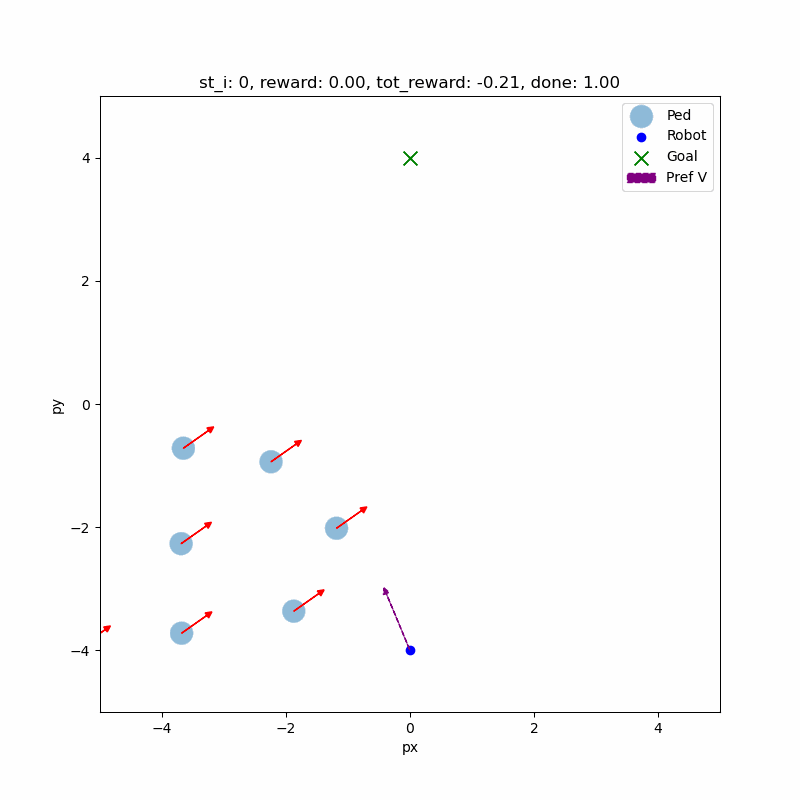 st_i: 0, reward: 0.00, tot_reward: -0.21, done: 1.00
Ped
Robot
Goal
Pref V
4
2
0
−2
−4
py
−4
−2
0
2
4
px